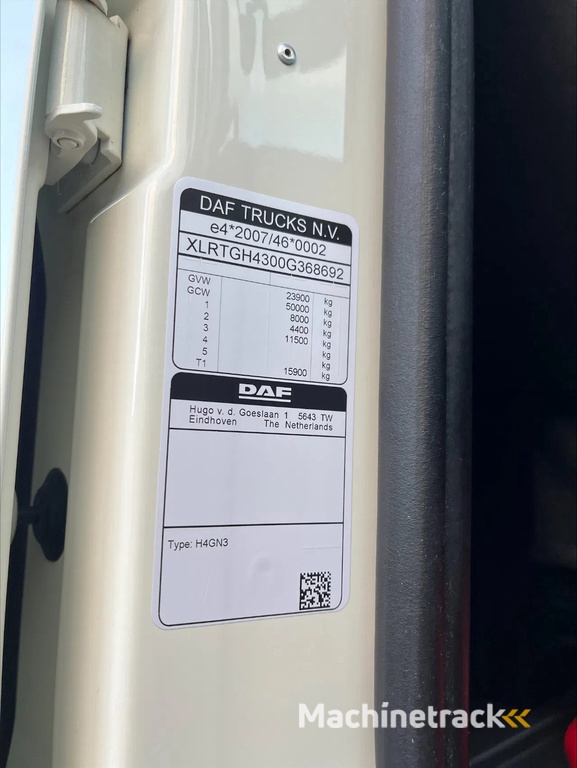 DAF TRUCKS N.V.
e4*2007/46*0002
XLRTGH4300G368692
GVW 23900 kg
GCW 50000 kg
1 8000 kg
2 4400 kg
3 11500 kg
4 kg
5 kg
T1 15900 kg
DAF
Hugo v. d. Goeslaan 1 5643 TW
Eindhoven The Netherlands
Type: H4GN3
Machinetrack